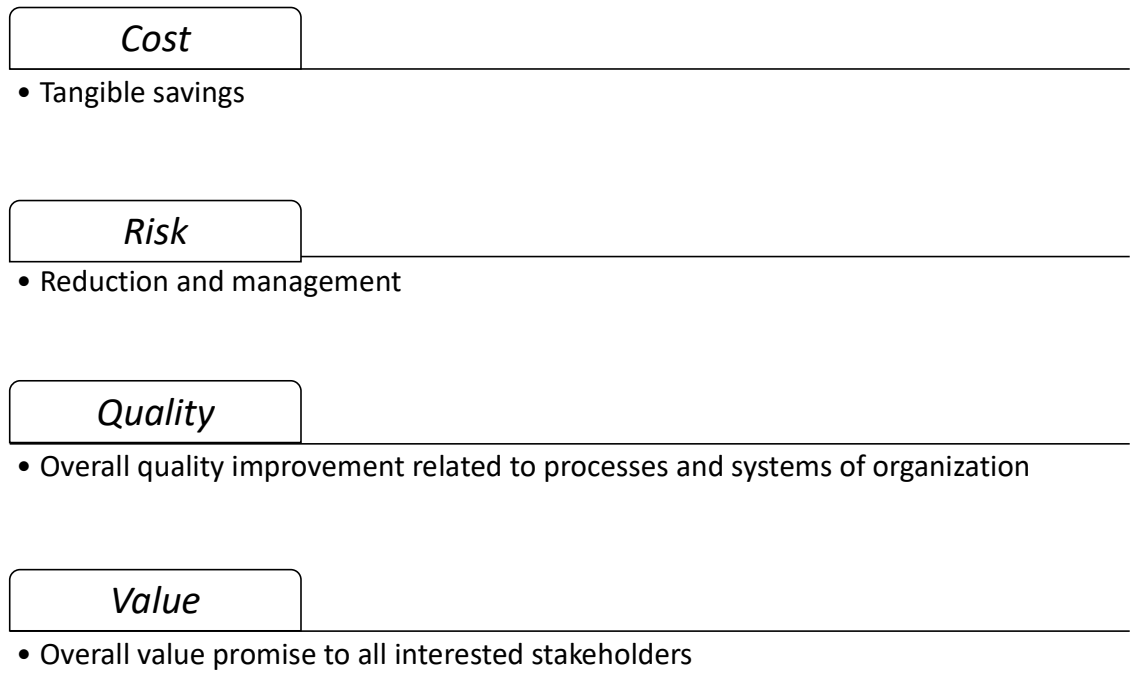 Cost
• Tangible savings
Risk
• Reduction and management
Quality
• Overall quality improvement related to processes and systems of organization
Value
• Overall value promise to all interested stakeholders